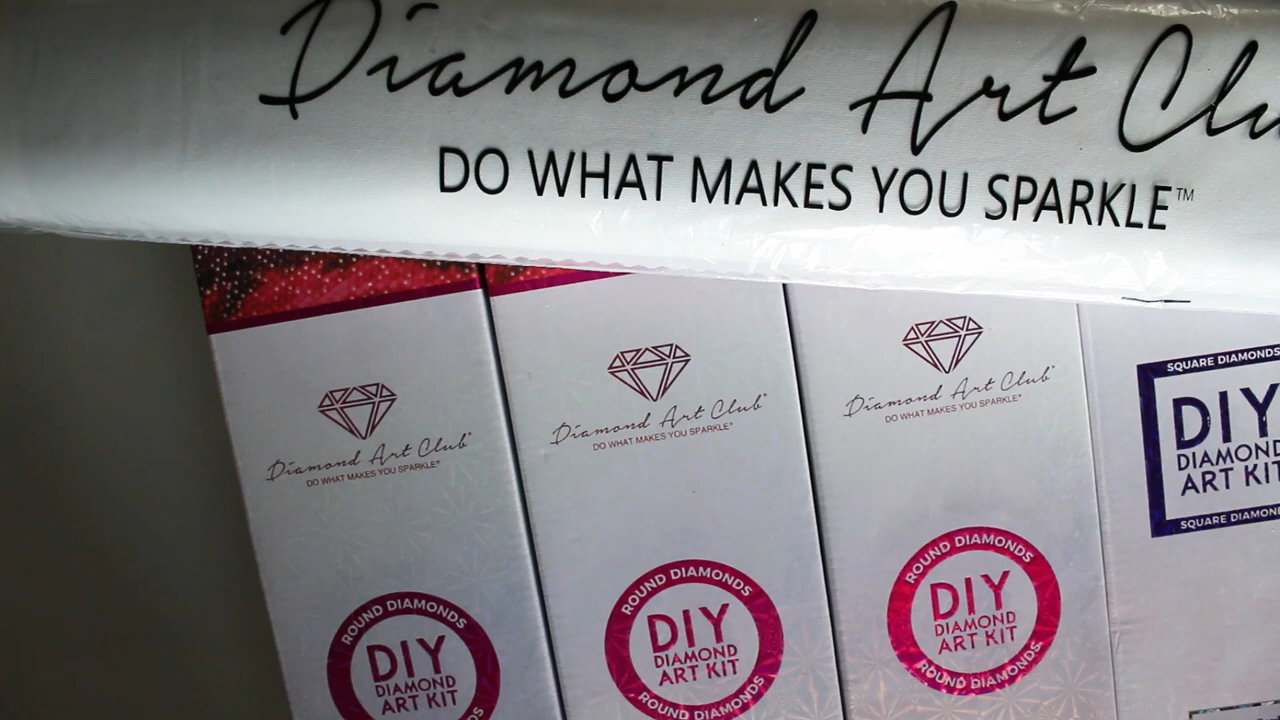 Diamond Art Clu
DO WHAT MAKES YOU SPARKLE™
Diamond Art Club®
DO WHAT MAKES YOU SPARKLE®
ROUND DIAMONDS
DIY
DIAMOND
ART KIT
Diamond Art Club®
DO WHAT MAKES YOU SPARKLE®
ROUND DIAMONDS
DIY
DIAMOND
ART KIT
ROUND DIAMONDS
Diamond Art Club®
DO WHAT MAKES YOU SPARKLE®
ROUND DIAMONDS
DIY
DIAMOND
ART KIT
ROUND DIAMONDS
SQUARE DIAMONDS
DIY
DIAMOND
ART KIT
SQUARE DIAMOND